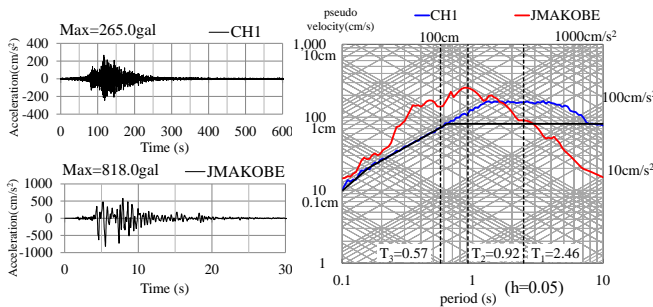 Max=265.0gal
CH1
Acceleration(cm/s²)
400
200
0
-200
-400
0 100 200 300 400 500 600
Time (s)
Max=818.0gal
JMAKOBE
Acceleration(cm/s²)
1000
500
0
-500
-1000
0 10 20 30
Time (s)
pseudo
velocity(cm/s)
CH1
JMAKOBE
100cm
1000cm/s²
1,000
10cm
100
1cm
10
0.1cm
1
100cm/s²
10cm/s²
T₃=0.57
T₂=0.92
T₁=2.46
0.1 1 10
(h=0.05)
period (s)